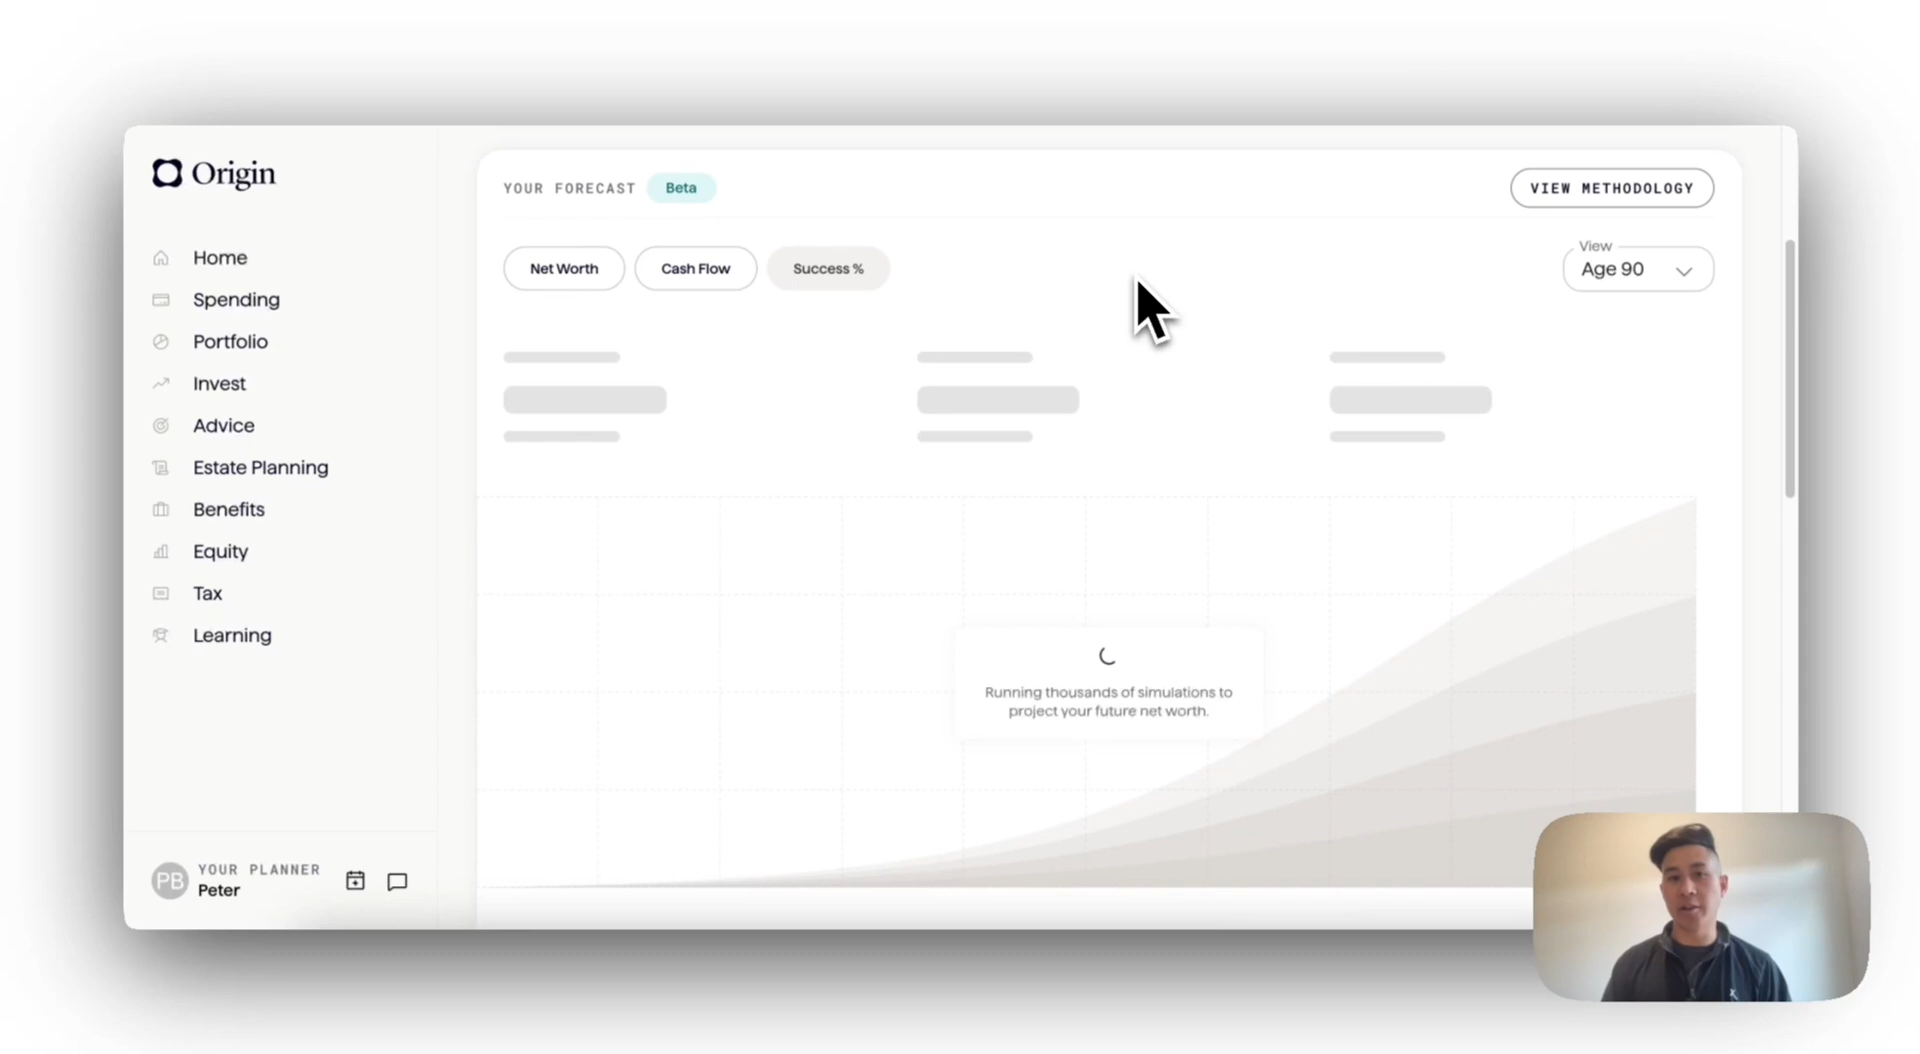 Origin
Home
Spending
Portfolio
Invest
Advice
Estate Planning
Benefits
Equity
Tax
Learning
YOUR PLANNER
PB
Peter
YOUR FORECAST
Beta
VIEW METHODOLOGY
Net Worth
Cash Flow
Success %
View
Age 90
Running thousands of simulations to
project your future net worth.